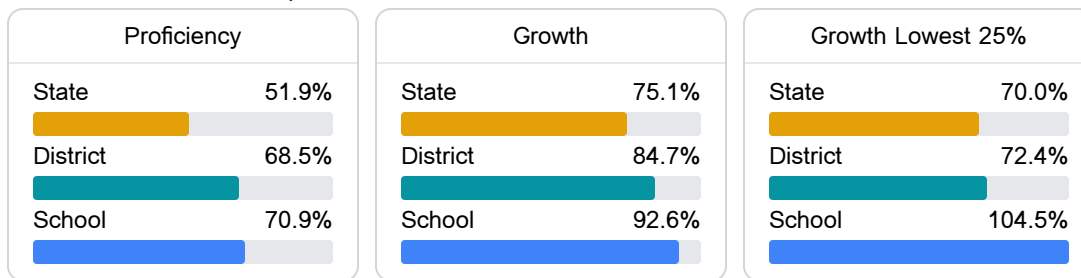 Proficiency
State 51.9%
District 68.5%
School 70.9%
Growth
State 75.1%
District 84.7%
School 92.6%
Growth Lowest 25%
State 70.0%
District 72.4%
School 104.5%